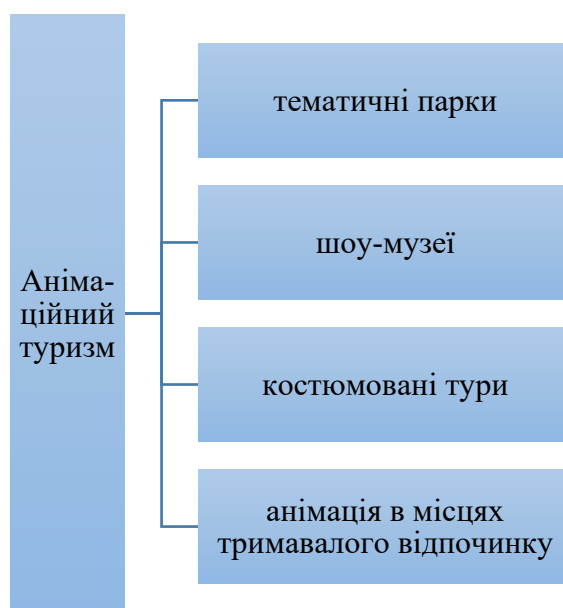 Аніма-
ційний
туризм
тематичні парки
шоу-музеї
костюмовані тури
анімація в місцях
тримавалого відпочинку